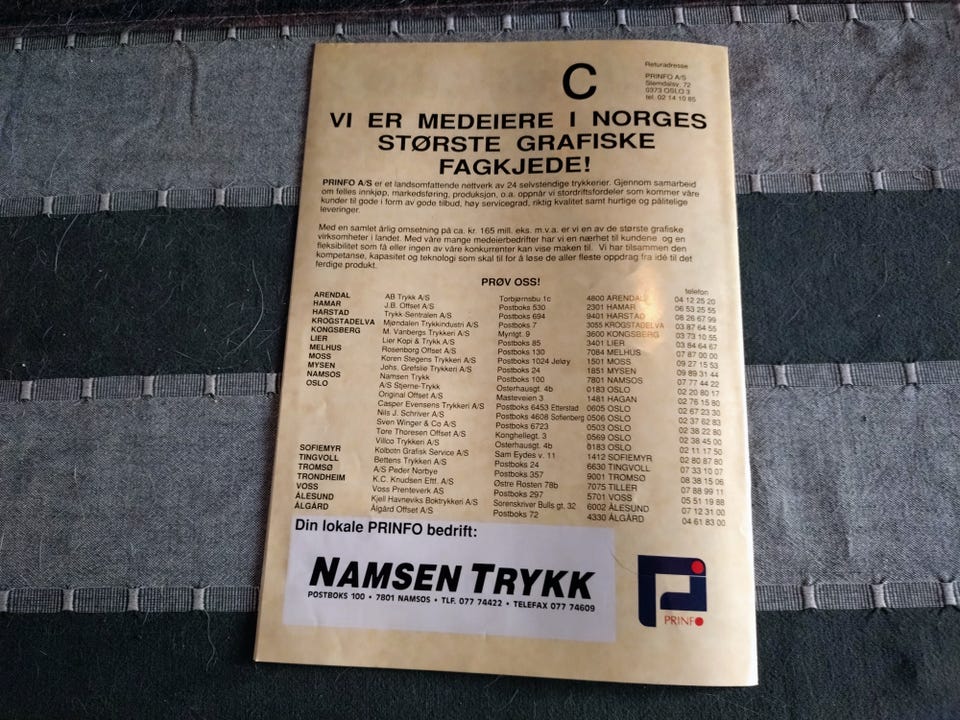 Returadresse
PRINFO A/S
Slemdalsv. 72
0373 OSLO 3
tel. 02 14 10 85
C
VI ER MEDEIERE I NORGES
STØRSTE GRAFISKE
FAGKJEDE!
PRINFO A/S er et landsomfattende nettverk av 24 selvstendige trykkerier. Gjennom samarbeid
om felles innkjøp, markedsføring, produksjon, o.a. oppnår vi stordriftsfordeler som kommer våre
kunder til gode i form av gode tilbud, høy servicegrad, riktig kvalitet samt hurtige og pålitelige
leveringer.
Med en samlet årlig omsetning på ca. kr. 165 mill. eks. m.v.a. er vi en av de største grafiske
virksomheter i landet. Med våre mange medeierbedrifter har vi en nærhet til kundene og en
fleksibilitet som få eller ingen av våre konkurrenter kan vise maken til. Vi har tilsammen den
kompetanse, kapasitet og teknologi som skal til for å løse de aller fleste oppdrag fra idé til det
ferdige produkt.
PRØV OSS!
telefon
ARENDAL AB Trykk A/S Torbjørnsbu 1c 4800 ARENDAL 04 12 25 20
HAMAR J.B. Offset A/S Postboks 530 2301 HAMAR 06 53 25 55
HARSTAD Trykk-Sentralen A/S Postboks 694 9401 HARSTAD 08 26 67 99
KROGSTADELVA Mjøndalen Trykkindustri A/S Postboks 7 3055 KROGSTADELVA 03 87 64 55
KONGSBERG M. Vanbergs Trykkeri A/S Myntgt. 9 3600 KONGSBERG 03 73 10 55
LIER Lier Kopi & Trykk A/S Postboks 85 3401 LIER 03 84 64 67
MELHUS Rosenborg Offset A/S Postboks 130 7084 MELHUS 07 87 00 00
MOSS Koren Stegens Trykkeri A/S Postboks 1024 Jeløy 1501 MOSS 09 27 15 53
MYSEN Johs. Grefslie Trykkeri A/S Postboks 24 1851 MYSEN 09 89 31 44
NAMSOS Namsen Trykk Postboks 100 7801 NAMSOS 07 77 44 22
OSLO A/S Stjerne-Trykk Osterhausgt. 4b 0183 OSLO 02 20 80 17
Original Offset A/S Masteveien 3 1481 HAGAN 02 76 15 80
Casper Evensens Trykkeri A/S Postboks 6453 Etterstad 0605 OSLO 02 67 23 30
Nils J. Schriver A/S Postboks 4608 Sofienberg 0506 OSLO 02 37 62 83
Sven Winger & Co A/S Postboks 6723 0503 OSLO 02 38 22 80
Tore Thoresen Offset A/S Konghellegt. 3 0569 OSLO 02 38 45 00
Villco Trykkeri A/S Osterhausgt. 4b 0183 OSLO 02 11 17 50
SOFIEMYR Kolbotn Grafisk Service A/S Sam Eydes v. 11 1412 SOFIEMYR 02 80 87 80
TINGVOLL Bettens Trykkeri A/S Postboks 24 6630 TINGVOLL 07 33 10 07
TROMSØ A/S Peder Norbye Postboks 357 9001 TROMSØ 08 38 15 06
TRONDHEIM K.C. Knudsen Eftf. A/S Østre Rosten 78b 7075 TILLER 07 88 99 11
VOSS Voss Prenteverk AS Postboks 297 5701 VOSS 05 51 19 88
ÅLESUND Kjell Havneviks Boktrykkeri A/S Sorenskriver Bulls gt. 32 6002 ÅLESUND 07 12 31 00
ÅLGÅRD Ålgård Offset A/S Postboks 72 4330 ÅLGÅRD 04 61 83 00
Din lokale PRINFO bedrift:
NAMSEN TRYKK
POSTBOKS 100 • 7801 NAMSOS • TLF. 077 74422 • TELEFAX 077 74609
PRINFO